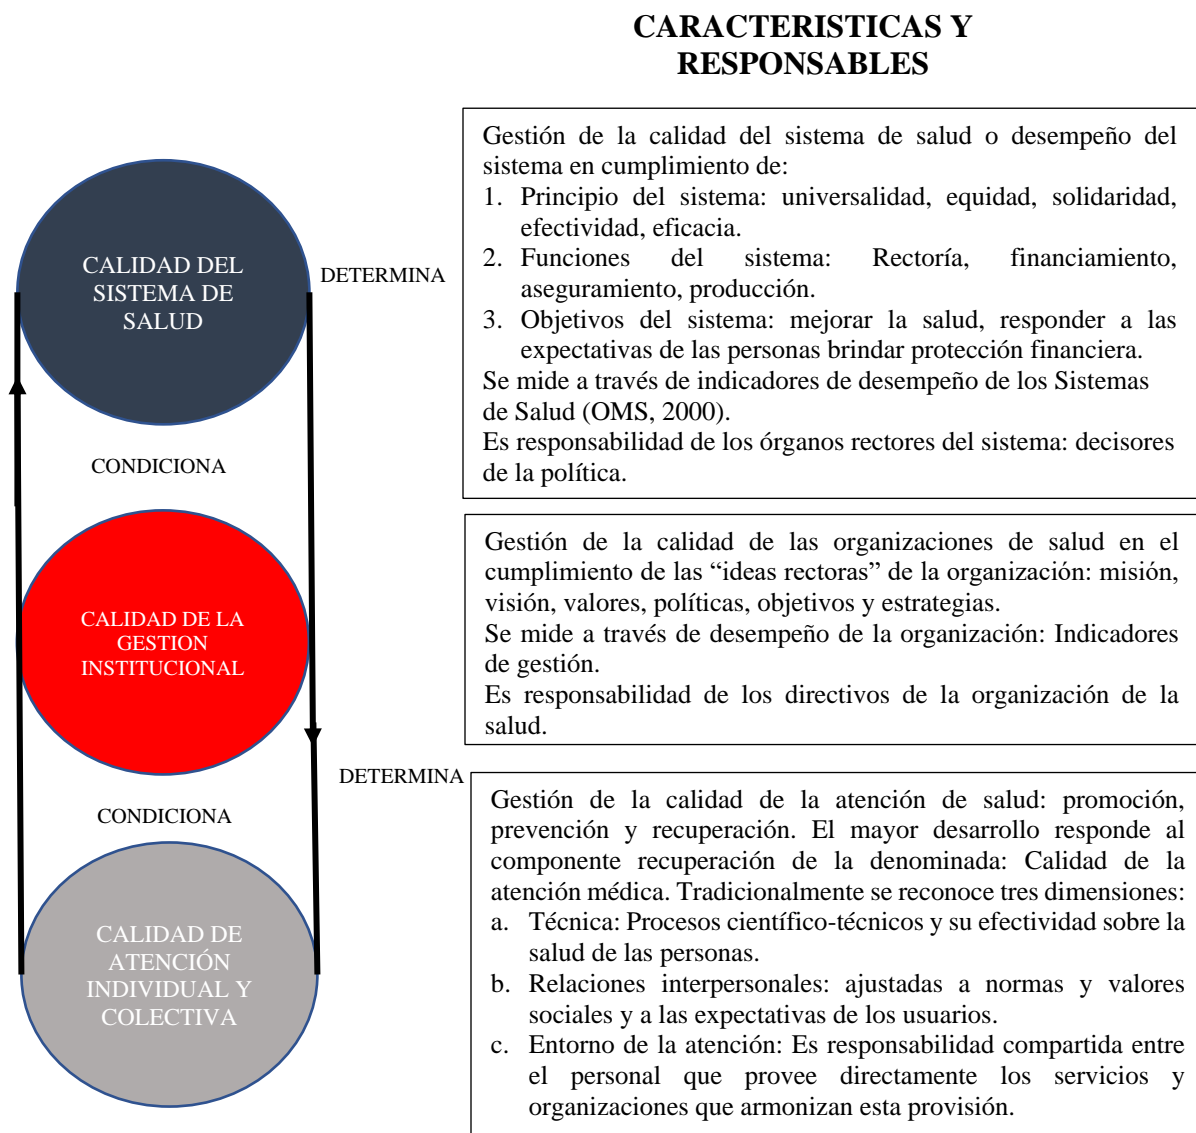 CARACTERISTICAS Y
RESPONSABLES
CALIDAD DEL
SISTEMA DE
SALUD
DETERMINA
Gestión de la calidad del sistema de salud o desempeño del
sistema en cumplimiento de:
1. Principio del sistema: universalidad, equidad, solidaridad,
efectividad, eficacia.
2. Funciones del sistema: Rectoría, financiamiento,
aseguramiento, producción.
3. Objetivos del sistema: mejorar la salud, responder a las
expectativas de las personas brindar protección financiera.
Se mide a través de indicadores de desempeño de los Sistemas
de Salud (OMS, 2000).
Es responsabilidad de los órganos rectores del sistema: decisores
de la política.
CONDICIONA
CALIDAD DE LA
GESTION
INSTITUCIONAL
Gestión de la calidad de las organizaciones de salud en el
cumplimiento de las “ideas rectoras” de la organización: misión,
visión, valores, políticas, objetivos y estrategias.
Se mide a través de desempeño de la organización: Indicadores
de gestión.
Es responsabilidad de los directivos de la organización de la
salud.
DETERMINA
CONDICIONA
CALIDAD DE
ATENCIÓN
INDIVIDUAL Y
COLECTIVA
Gestión de la calidad de la atención de salud: promoción,
prevención y recuperación. El mayor desarrollo responde al
componente recuperación de la denominada: Calidad de la
atención médica. Tradicionalmente se reconoce tres dimensiones:
a. Técnica: Procesos científico-técnicos y su efectividad sobre la
salud de las personas.
b. Relaciones interpersonales: ajustadas a normas y valores
sociales y a las expectativas de los usuarios.
c. Entorno de la atención: Es responsabilidad compartida entre
el personal que provee directamente los servicios y
organizaciones que armonizan esta provisión.